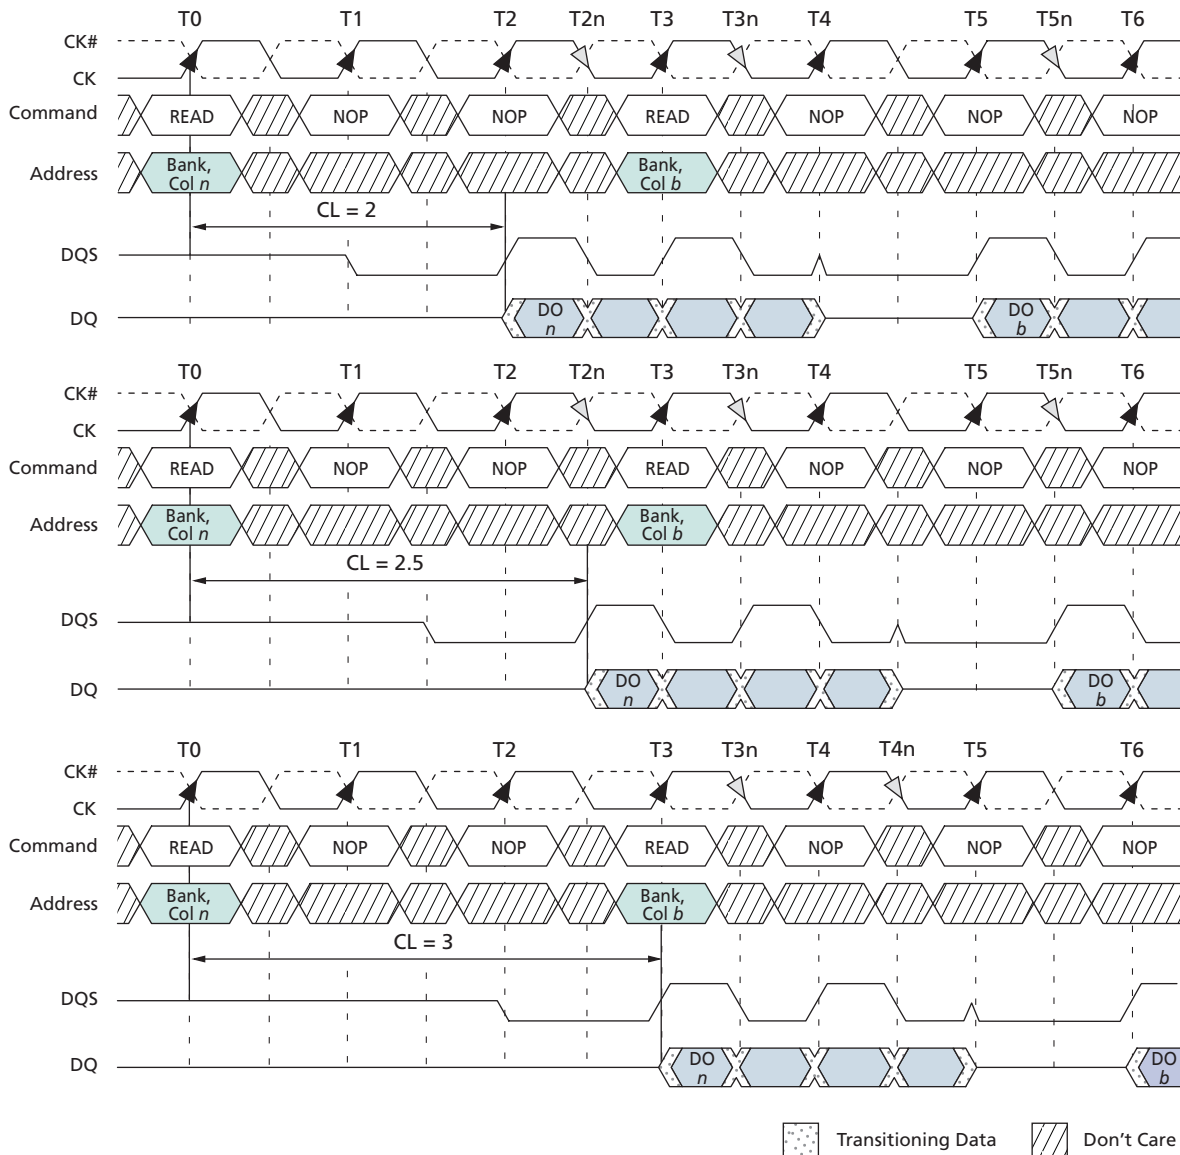 T0 T1 T2 T2n T3 T3n T4 T5 T5n T6
CK#
CK
Command READ NOP NOP READ NOP NOP NOP
Address Bank, Col n Bank, Col b
CL = 2
DQS
DQ DO n DO b
T0 T1 T2 T2n T3 T3n T4 T5 T5n T6
CK#
CK
Command READ NOP NOP READ NOP NOP NOP
Address Bank, Col n Bank, Col b
CL = 2.5
DQS
DQ DO n DO b
T0 T1 T2 T3 T3n T4 T4n T5 T6
CK#
CK
Command READ NOP NOP READ NOP NOP NOP
Address Bank, Col n Bank, Col b
CL = 3
DQS
DQ DO n DO b
Transitioning Data Don't Care